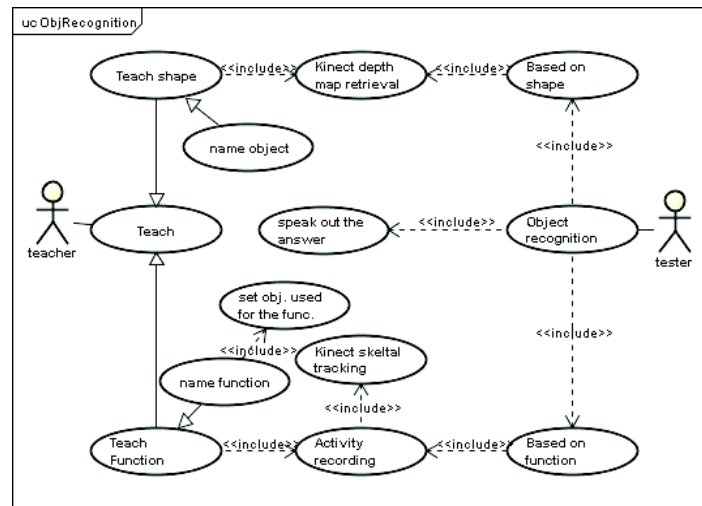 uc ObjRecognition
Teach shape
<<include>>
Kinect depth
map retrieval
<<include>>
Based on
shape
name object
<<include>>
teacher
Teach
speak out the
answer
<<include>>
Object
recognition
tester
set obj. used
for the func.
<<include>>
Kinect skeltal
tracking
<<include>>
name function
<<include>>
Teach
Function
<<include>>
Activity
recording
<<include>>
Based on
function